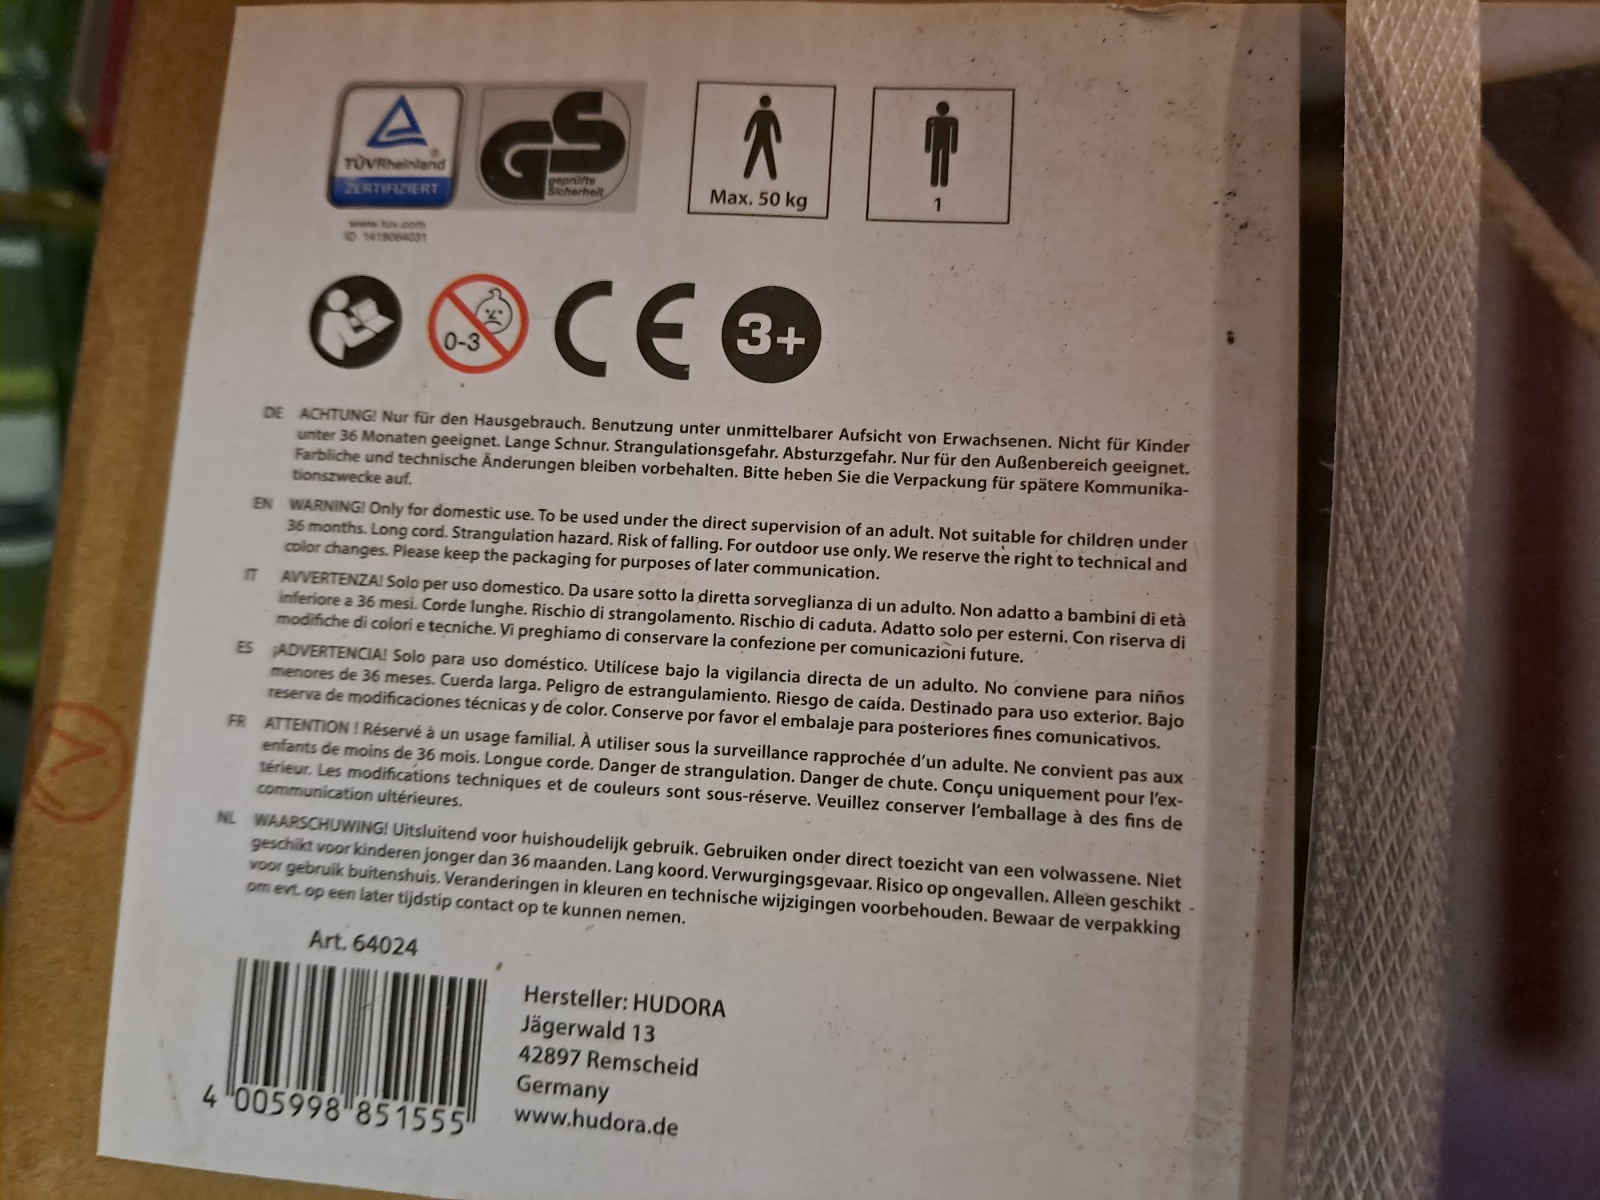 TÜVRheinland®
ZERTIFIZIERT
GS
geprüfte
Sicherheit
www.tuv.com
ID 1419064031
Max. 50 kg
1
0-3
CE
3+
DE ACHTUNG! Nur für den Hausgebrauch. Benutzung unter unmittelbarer Aufsicht von Erwachsenen. Nicht für Kinder
unter 36 Monaten geeignet. Lange Schnur. Strangulationsgefahr. Absturzgefahr. Nur für den Außenbereich geeignet.
Farbliche und technische Änderungen bleiben vorbehalten. Bitte heben Sie die Verpackung für spätere Kommunika-
tionszwecke auf.
EN WARNING! Only for domestic use. To be used under the direct supervision of an adult. Not suitable for children under
36 months. Long cord. Strangulation hazard. Risk of falling. For outdoor use only. We reserve the right to technical and
color changes. Please keep the packaging for purposes of later communication.
IT AVVERTENZA! Solo per uso domestico. Da usare sotto la diretta sorveglianza di un adulto. Non adatto a bambini di età
inferiore a 36 mesi. Corde lunghe. Rischio di strangolamento. Rischio di caduta. Adatto solo per esterni. Con riserva di
modifiche di colori e tecniche. Vi preghiamo di conservare la confezione per comunicazioni future.
ES ¡ADVERTENCIA! Solo para uso doméstico. Utilícese bajo la vigilancia directa de un adulto. No conviene para niños
menores de 36 meses. Cuerda larga. Peligro de estrangulamiento. Riesgo de caída. Destinado para uso exterior. Bajo
reserva de modificaciones técnicas y de color. Conserve por favor el embalaje para posteriores fines comunicativos.
FR ATTENTION ! Réservé à un usage familial. À utiliser sous la surveillance rapprochée d'un adulte. Ne convient pas aux
enfants de moins de 36 mois. Longue corde. Danger de strangulation. Danger de chute. Conçu uniquement pour l'ex-
térieur. Les modifications techniques et de couleurs sont sous-réserve. Veuillez conserver l'emballage à des fins de
communication ultérieures.
NL WAARSCHUWING! Uitsluitend voor huishoudelijk gebruik. Gebruiken onder direct toezicht van een volwassene. Niet
geschikt voor kinderen jonger dan 36 maanden. Lang koord. Verwurgingsgevaar. Risico op ongevallen. Alleen geschikt
voor gebruik buitenshuis. Veranderingen in kleuren en technische wijzigingen voorbehouden. Bewaar de verpakking
om evt. op een later tijdstip contact op te kunnen nemen.
Art. 64024
4 005998 851555
Hersteller: HUDORA
Jägerwald 13
42897 Remscheid
Germany
www.hudora.de